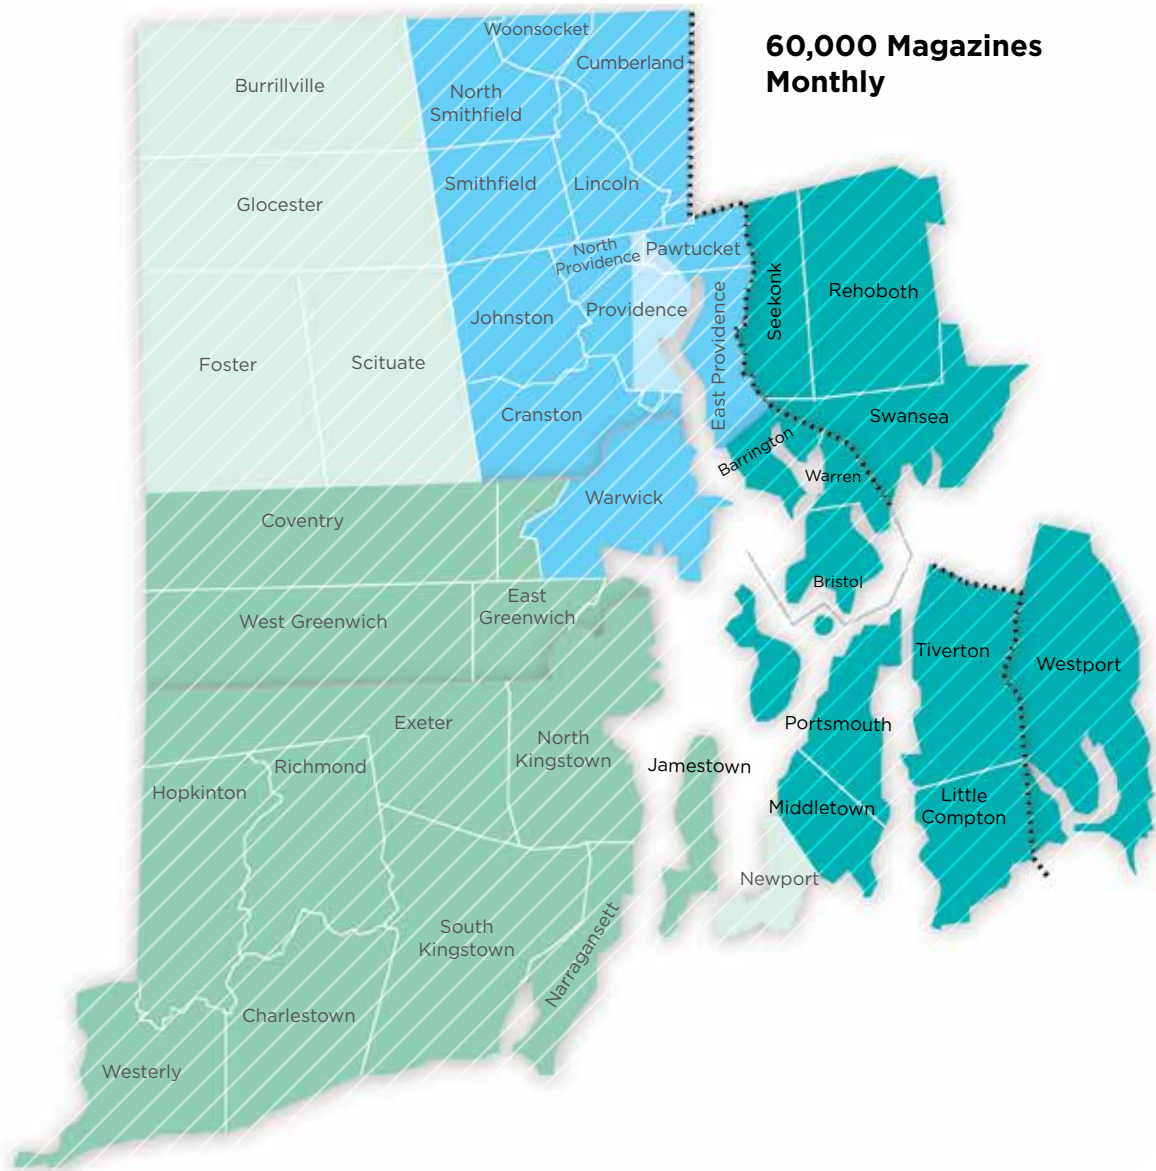 60,000 Magazines
Monthly
Woonsocket
Cumberland
Burrillville
North
Smithfield
Smithfield
Lincoln
Glocester
North
Providence
Pawtucket
Seekonk
Rehoboth
Johnston
Providence
East Providence
Foster
Scituate
Cranston
Swansea
Barrington
Warren
Warwick
Coventry
Bristol
West Greenwich
East
Greenwich
Tiverton
Westport
Exeter
Portsmouth
North
Kingstown
Jamestown
Richmond
Hopkinton
Middletown
Little
Compton
Newport
South
Kingstown
Narragansett
Charlestown
Westerly